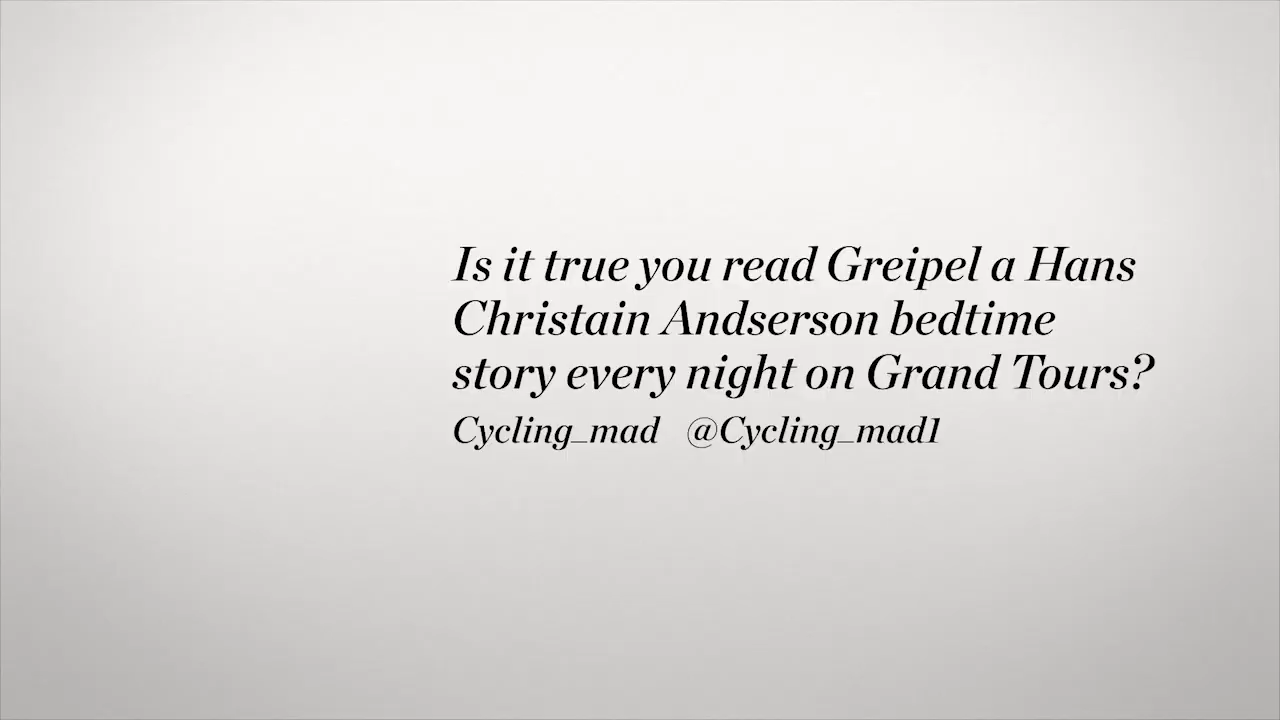 Is it true you read Greipel a Hans
Christain Andserson bedtime
story every night on Grand Tours?
Cycling_mad @Cycling_mad1